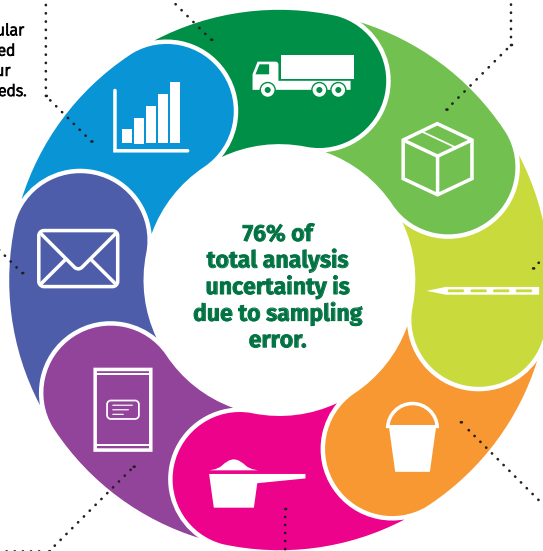 76% of
total analysis
uncertainty is
due to sampling
error.